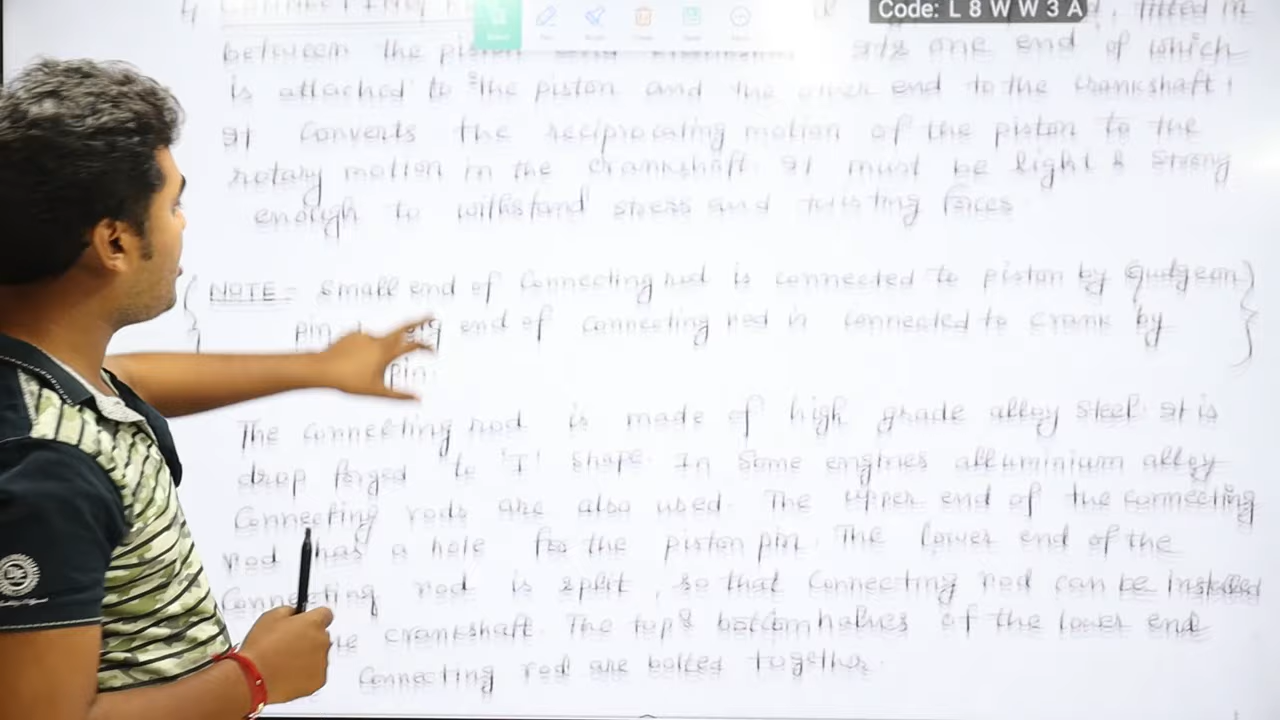 4 CONNECTING fitted in
Code: L 8 W W 3 A
between the piston and one end of which
is attached to the piston and the other end to the crankshaft.
It converts the reciprocating motion of the piston to the
rotary motion in the crankshaft. It must be light & strong
enough to withstand stress and twisting forces.
NOTE - Small end of Connecting rod is connected to piston by Gudgeon
pin big end of connecting rod is connected to crank by
pin.
The connecting rod is made of high grade alloy steel. It is
drop forged to 'I' shape. In some engines alluminium alloy
Connecting rods are also used. The upper end of the connecting
rod has a hole for the piston pin. The lower end of the
Connecting rod is split, so that connecting rod can be installed
crankshaft. The top & bottom halves of the lower end
Connecting rod are bolted together.